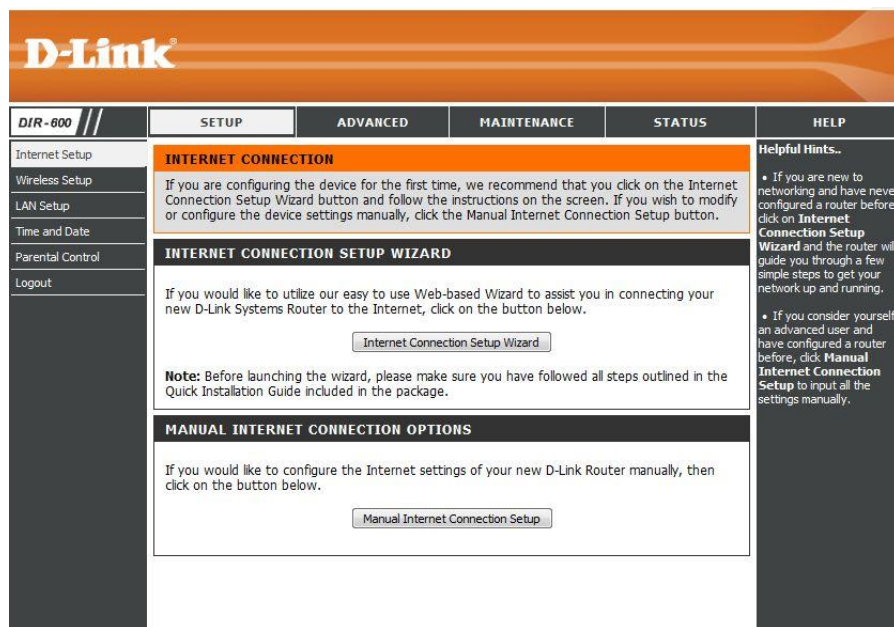 D-Link®
DIR-600
SETUP
ADVANCED
MAINTENANCE
STATUS
HELP
Internet Setup
Wireless Setup
LAN Setup
Time and Date
Parental Control
Logout
INTERNET CONNECTION
If you are configuring the device for the first time, we recommend that you click on the Internet
Connection Setup Wizard button and follow the instructions on the screen. If you wish to modify
or configure the device settings manually, click the Manual Internet Connection Setup button.
INTERNET CONNECTION SETUP WIZARD
If you would like to utilize our easy to use Web-based Wizard to assist you in connecting your
new D-Link Systems Router to the Internet, click on the button below.
Internet Connection Setup Wizard
Note: Before launching the wizard, please make sure you have followed all steps outlined in the
Quick Installation Guide included in the package.
MANUAL INTERNET CONNECTION OPTIONS
If you would like to configure the Internet settings of your new D-Link Router manually, then
click on the button below.
Manual Internet Connection Setup
Helpful Hints..
• If you are new to
networking and have neve
configured a router before
click on Internet
Connection Setup
Wizard and the router wil
guide you through a few
simple steps to get your
network up and running.
• If you consider yourself
an advanced user and
have configured a router
before, click Manual
Internet Connection
Setup to input all the
settings manually.